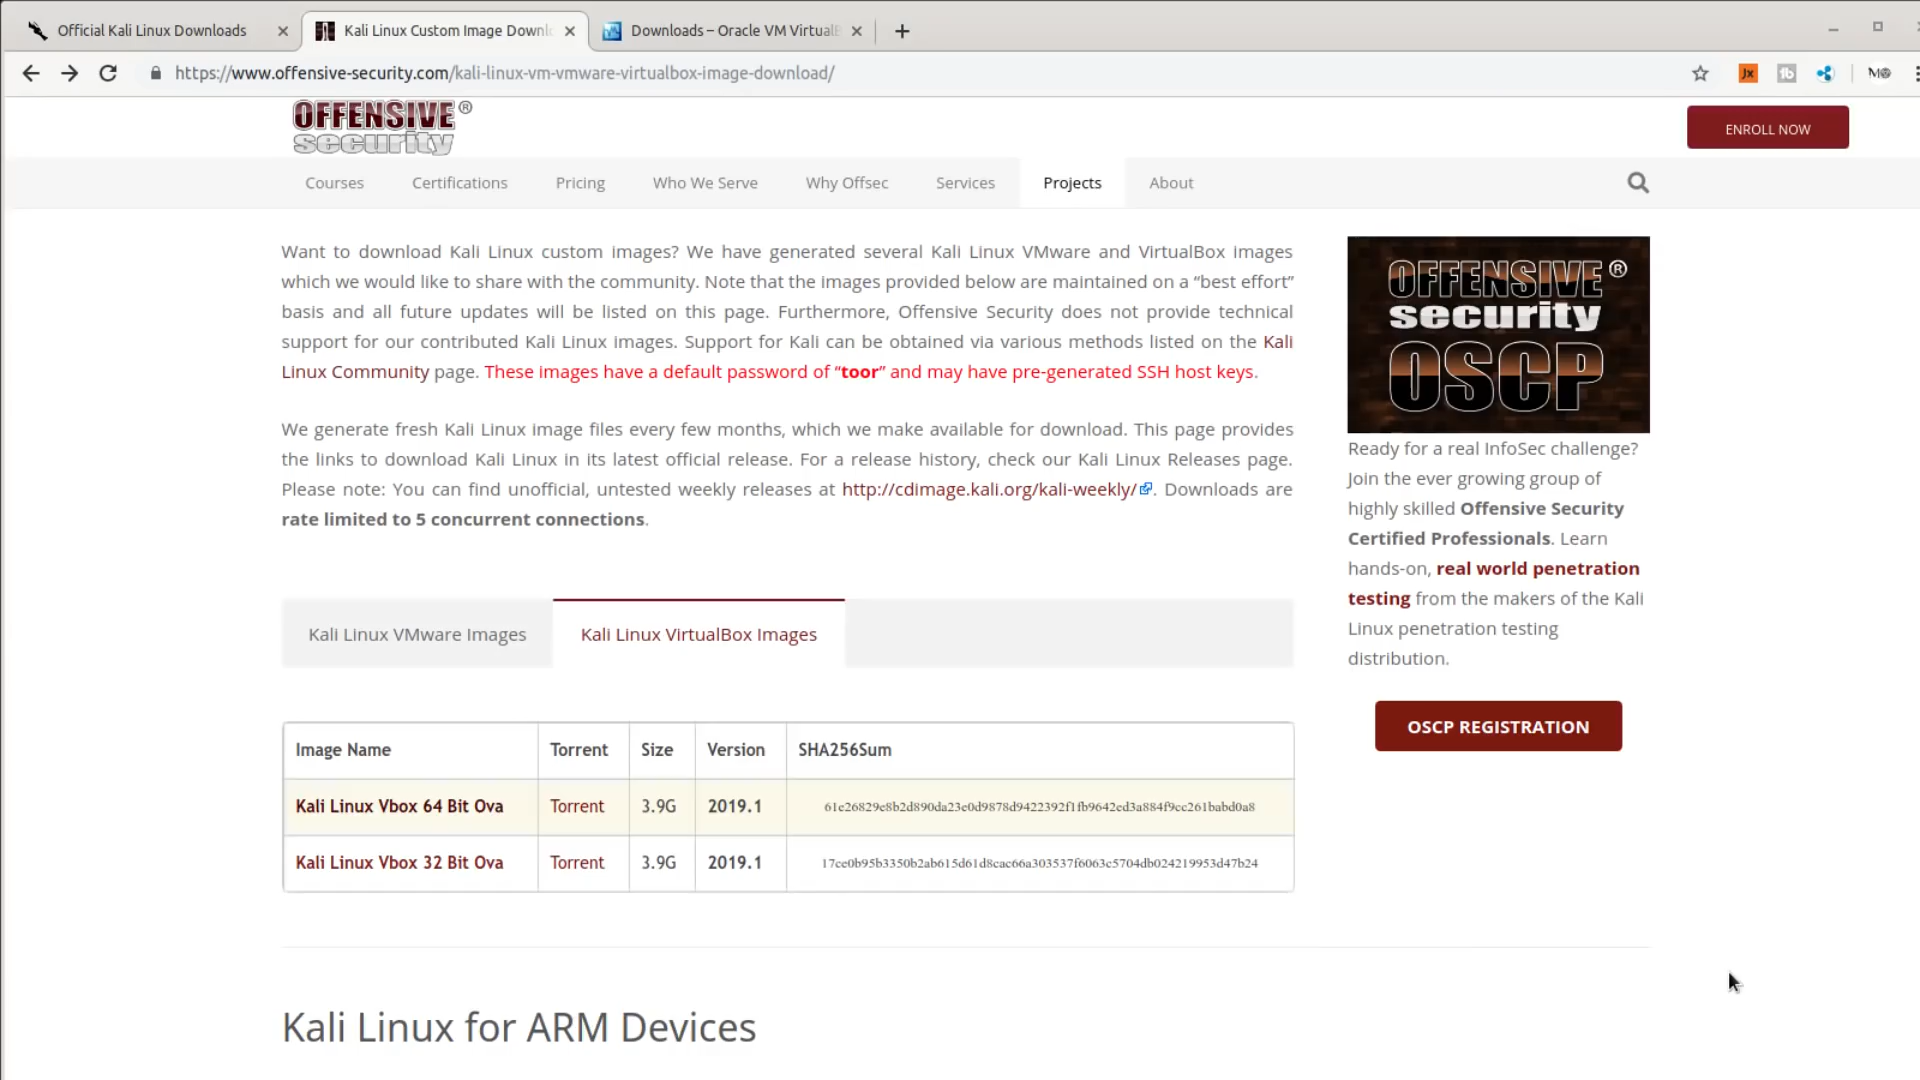 Official Kali Linux Downloads
Kali Linux Custom Image Downl
Downloads – Oracle VM Virtual
https://www.offensive-security.com/kali-linux-vm-vmware-virtualbox-image-download/
OFFENSIVE®
security
ENROLL NOW
Courses Certifications Pricing Who We Serve Why Offsec Services Projects About
Want to download Kali Linux custom images? We have generated several Kali Linux VMware and VirtualBox images
which we would like to share with the community. Note that the images provided below are maintained on a “best effort”
basis and all future updates will be listed on this page. Furthermore, Offensive Security does not provide technical
support for our contributed Kali Linux images. Support for Kali can be obtained via various methods listed on the Kali
Linux Community page. These images have a default password of “toor” and may have pre-generated SSH host keys.
We generate fresh Kali Linux image files every few months, which we make available for download. This page provides
the links to download Kali Linux in its latest official release. For a release history, check our Kali Linux Releases page.
Please note: You can find unofficial, untested weekly releases at http://cdimage.kali.org/kali-weekly/. Downloads are
rate limited to 5 concurrent connections.
OFFENSIVE®
security
OSCP
Ready for a real InfoSec challenge?
Join the ever growing group of
highly skilled Offensive Security
Certified Professionals. Learn
hands-on, real world penetration
testing from the makers of the Kali
Linux penetration testing
distribution.
OSCP REGISTRATION
Kali Linux VMware Images Kali Linux VirtualBox Images
Image Name Torrent Size Version SHA256Sum
Kali Linux Vbox 64 Bit Ova Torrent 3.9G 2019.1 61e26829e8b2d890da23e0d9878d9422392f1fb9642ed3a884f9cc261babd0a8
Kali Linux Vbox 32 Bit Ova Torrent 3.9G 2019.1 17ce0b95b3350b2ab615d61d8cac66a303537f6063c5704db024219953d47b24
Kali Linux for ARM Devices